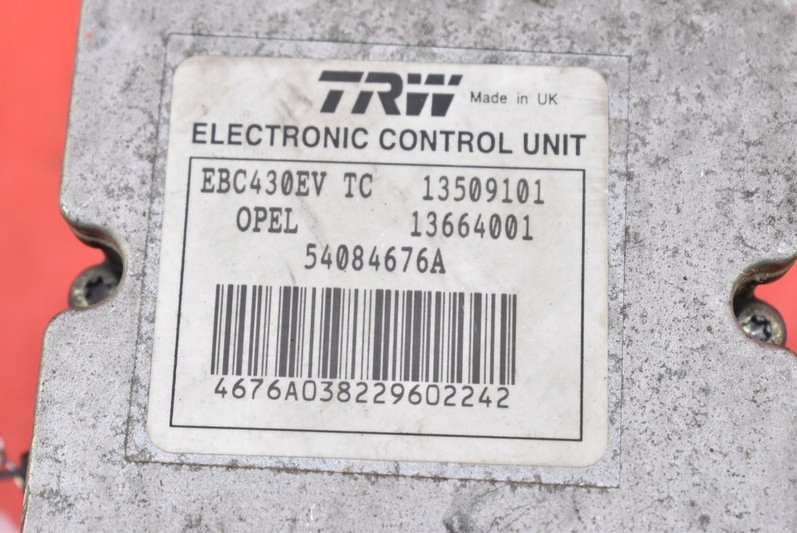 TRW Made in UK
ELECTRONIC CONTROL UNIT
EBC430EV TC 13509101
OPEL 13664001
54084676A
4676A038229602242